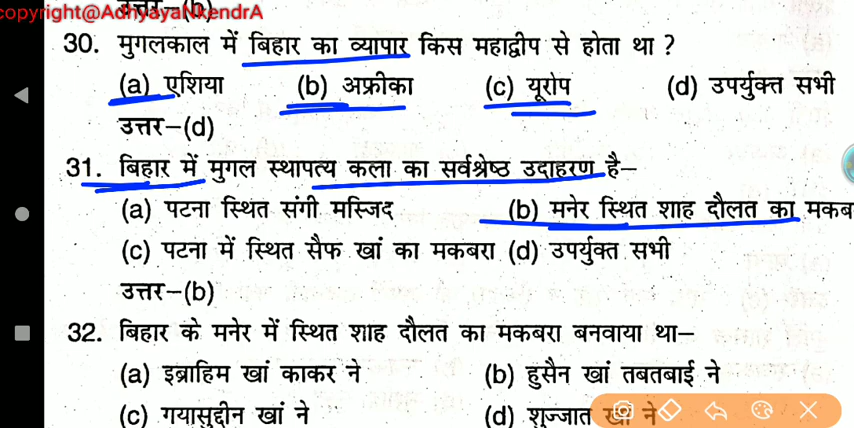 उत्तर–(b)
copyright@AdhyayaNkendrA
30. मुगलकाल में बिहार का व्यापार किस महाद्वीप से होता था ?
(a) एशिया (b) अफ्रीका (c) यूरोप (d) उपर्युक्त सभी
उत्तर–(d)
31. बिहार में मुगल स्थापत्य कला का सर्वश्रेष्ठ उदाहरण है–
(a) पटना स्थित संगी मस्जिद (b) मनेर स्थित शाह दौलत का मकब
(c) पटना में स्थित सैफ खां का मकबरा (d) उपर्युक्त सभी
उत्तर–(b)
32. बिहार के मनेर में स्थित शाह दौलत का मकबरा बनवाया था–
(a) इब्राहिम खां काकर ने (b) हुसैन खां तबतबाई ने
(c) गयासुद्दीन खां ने (d) शुज्जात खां ने